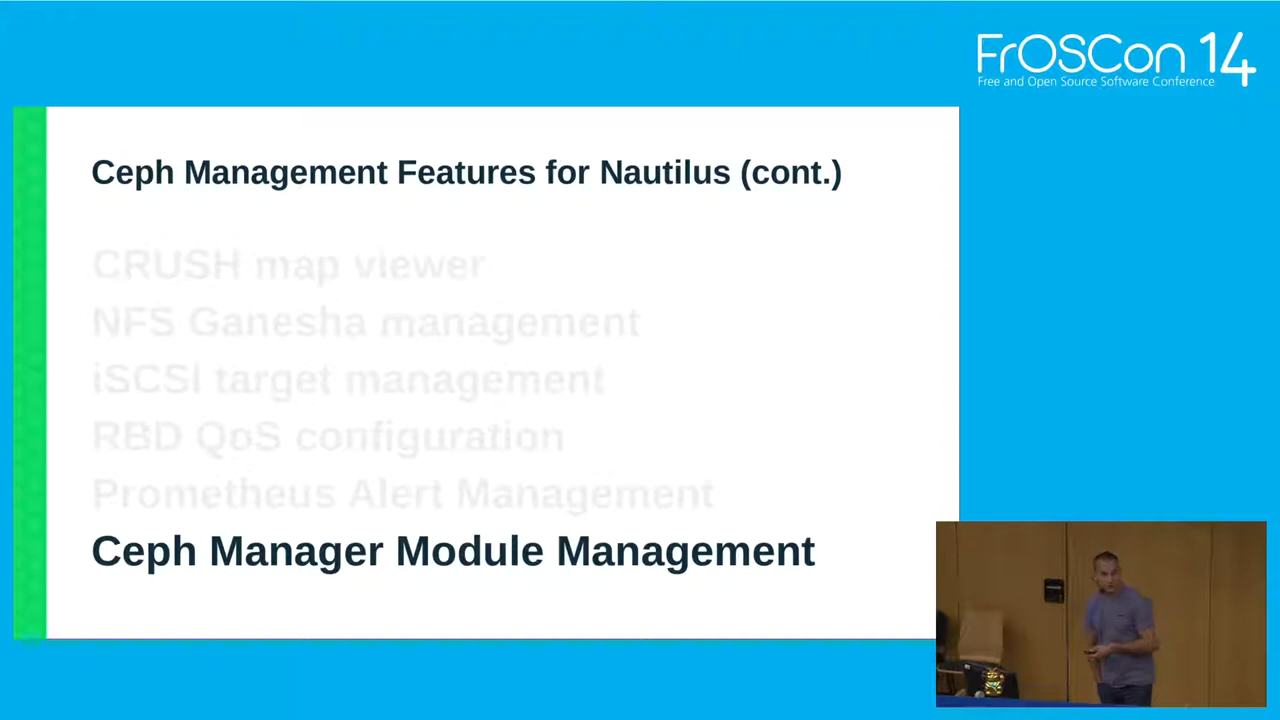 FrOSCon 14
Free and Open Source Software Conference
Ceph Management Features for Nautilus (cont.)
CRUSH map viewer
NFS Ganesha management
iSCSI target management
RBD QoS configuration
Prometheus Alert Management
Ceph Manager Module Management